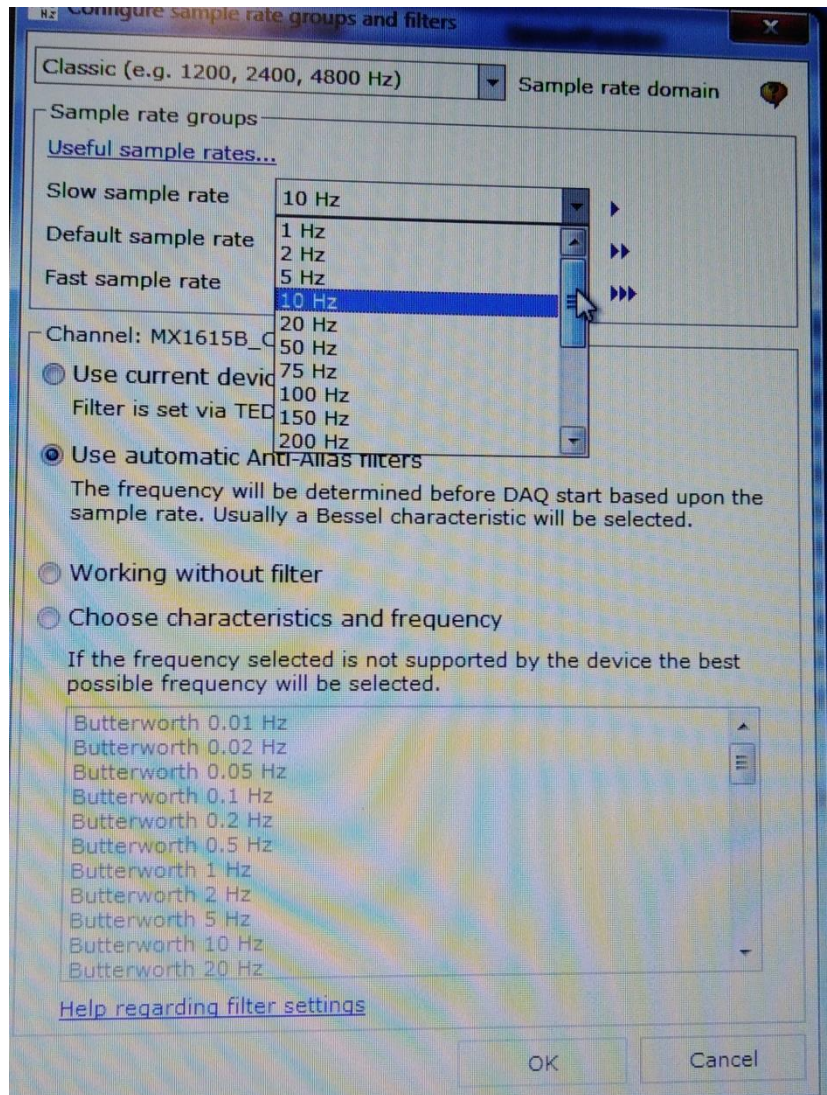 Configure sample rate groups and filters
Classic (e.g. 1200, 2400, 4800 Hz)
Sample rate domain
Sample rate groups
Useful sample rates...
Slow sample rate
10 Hz
Default sample rate
Fast sample rate
1 Hz
2 Hz
5 Hz
10 Hz
20 Hz
50 Hz
75 Hz
100 Hz
150 Hz
200 Hz
Channel: MX1615B_
Use current devic
Filter is set via TED
Use automatic Anti-Alias filters
The frequency will be determined before DAQ start based upon the
sample rate. Usually a Bessel characteristic will be selected.
Working without filter
Choose characteristics and frequency
If the frequency selected is not supported by the device the best
possible frequency will be selected.
Butterworth 0.01 Hz
Butterworth 0.02 Hz
Butterworth 0.05 Hz
Butterworth 0.1 Hz
Butterworth 0.2 Hz
Butterworth 0.5 Hz
Butterworth 1 Hz
Butterworth 2 Hz
Butterworth 5 Hz
Butterworth 10 Hz
Butterworth 20 Hz
Help regarding filter settings
OK
Cancel